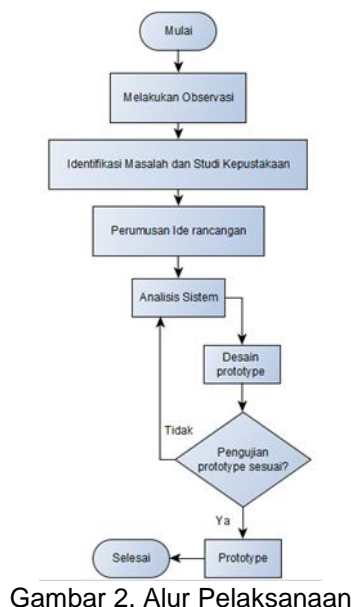 Mulai
Melakukan Observasi
Identifikasi Masalah dan Studi Kepustakaan
Perumusan Ide rancangan
Analisis Sistem
Desain
prototype
Tidak
Pengujian
prototype sesuai?
Ya
Selesai
Prototype
Gambar 2. Alur Pelaksanaan